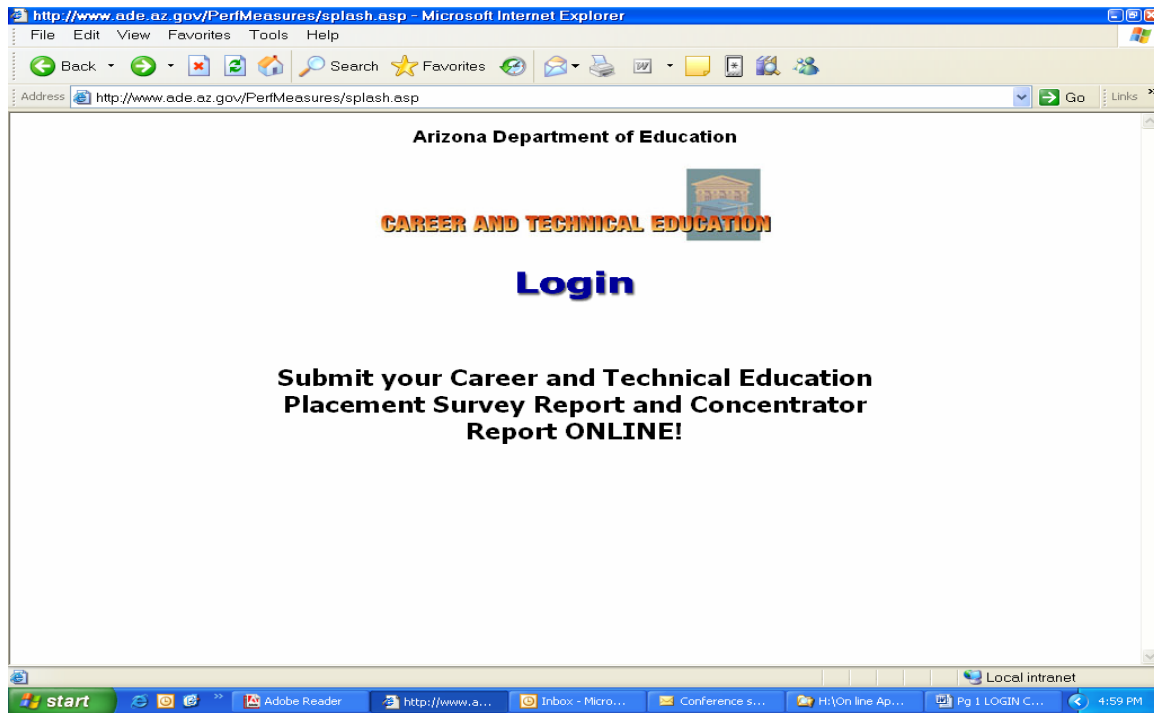 http://www.ade.az.gov/PerfMeasures/splash.asp - Microsoft Internet Explorer
File Edit View Favorites Tools Help
Back Search Favorites
Address http://www.ade.az.gov/PerfMeasures/splash.asp Go Links »
Arizona Department of Education
CAREER AND TECHNICAL EDUCATION
Login
Submit your Career and Technical Education
Placement Survey Report and Concentrator
Report ONLINE!
Local intranet
start » Adobe Reader http://www.a... Inbox - Micro... Conference s... H:\On line Ap... Pg 1 LOGIN C... 4:59 PM